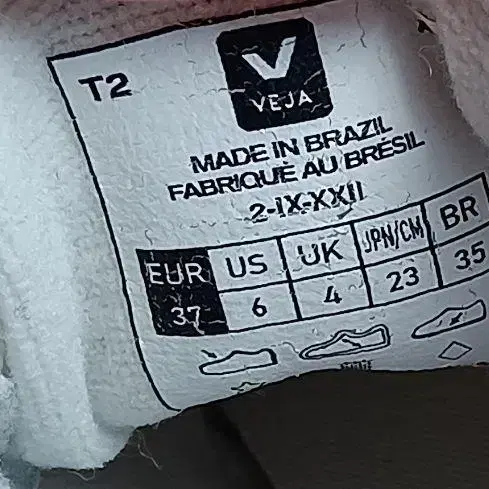 T2
V
VEJA
MADE IN BRAZIL
FABRIQUÉ AU BRÉSIL
2-IX-XXII
EUR US UK JPN/CM BR
37 6 4 23 35